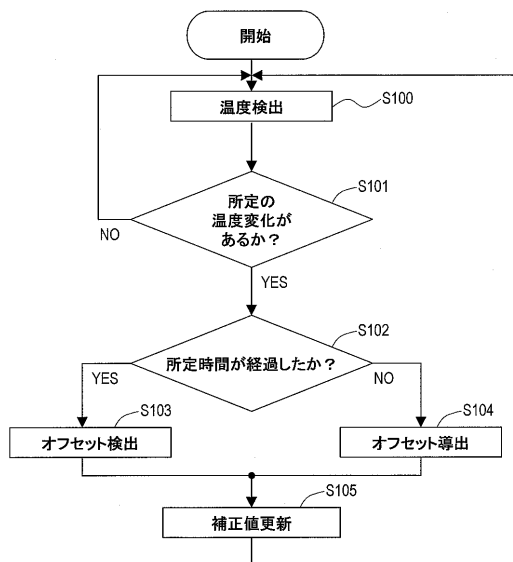 開始
温度検出
S100
所定の
温度変化が
あるか？
S101
NO
YES
所定時間が経過したか？
S102
YES
NO
オフセット検出
S103
オフセット導出
S104
補正値更新
S105